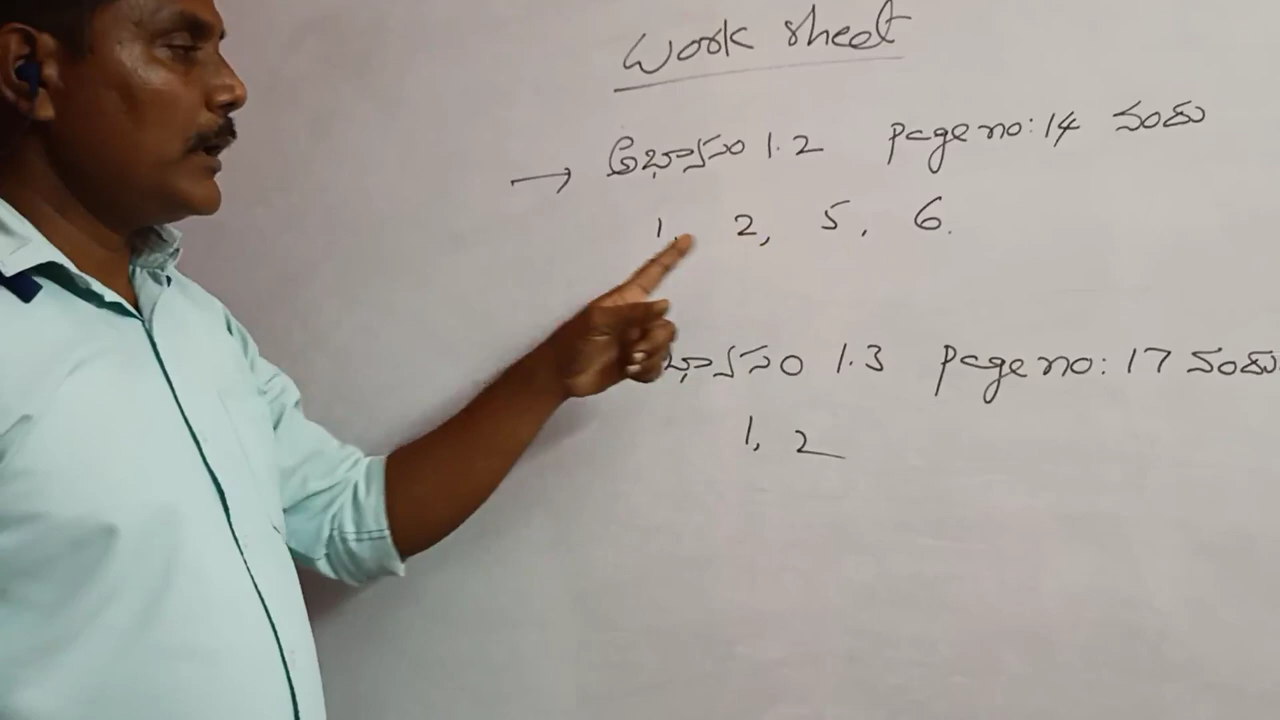 Work sheet
→ అభ్యాసం 1.2 Page no: 14 నందు
1, 2, 5, 6.
భ్యాసం 1.3 Page no: 17 నందు
1, 2